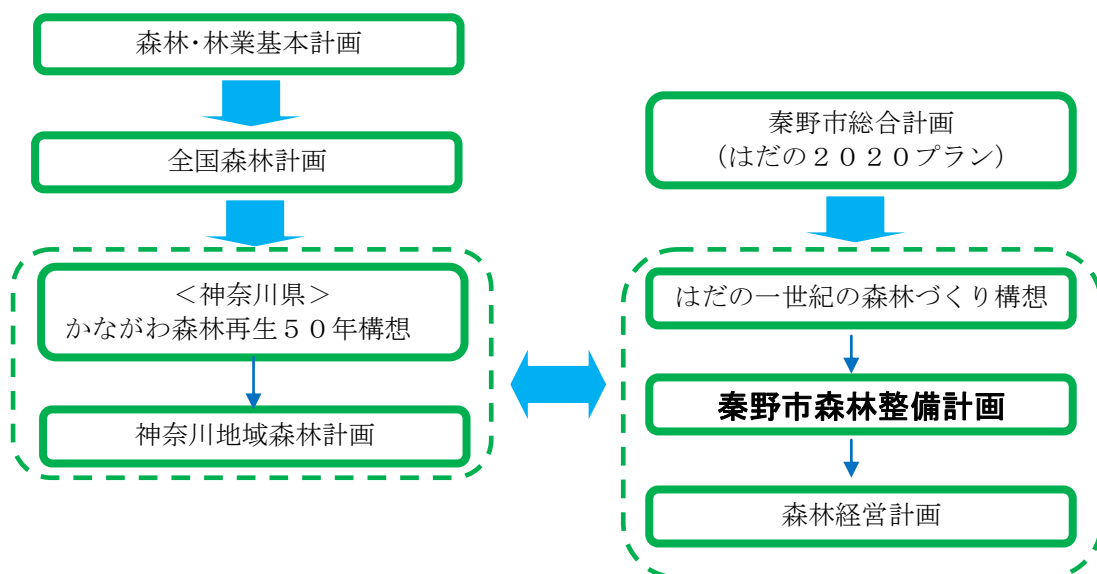 森林・林業基本計画
全国森林計画
＜神奈川県＞
かながわ森林再生５０年構想
神奈川地域森林計画
秦野市総合計画
（はだの２０２０プラン）
はだの一世紀の森林づくり構想
秦野市森林整備計画
森林経営計画